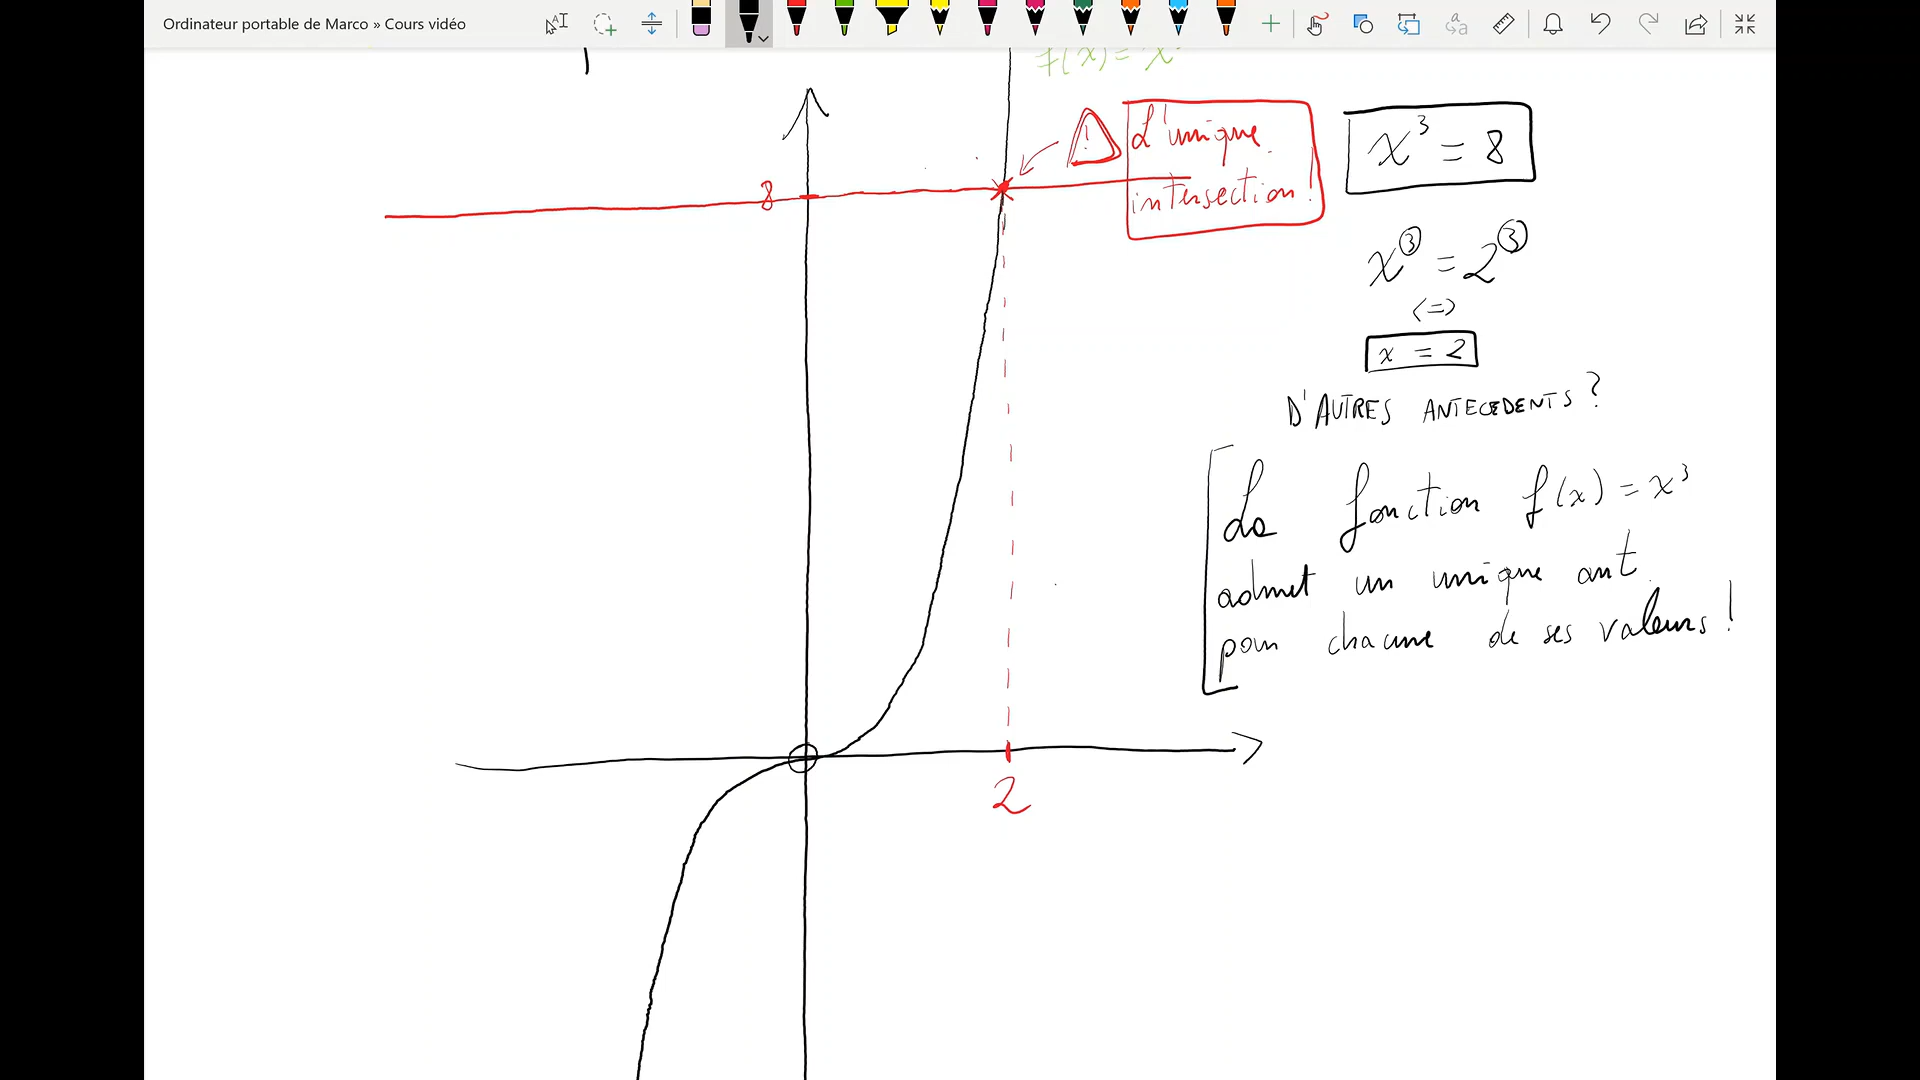 Ordinateur portable de Marco » Cours vidéo
f(x) = x³
8
L'unique
intersection !
x³ = 8
x³ = 2³
<=>
x = 2
D'AUTRES ANTECEDENTS ?
La fonction f(x) = x³
admet un unique ant
pour chacune de ses valeurs !
2